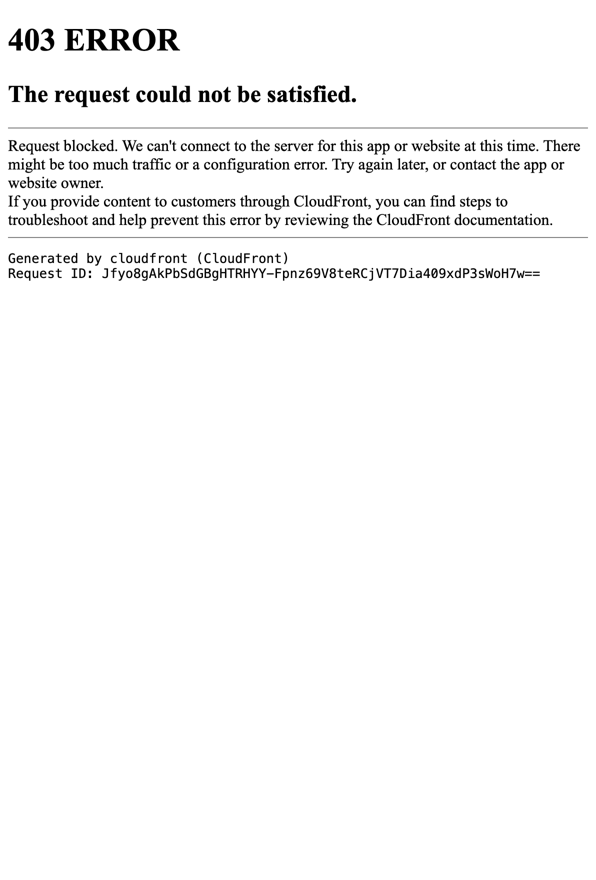 403 ERROR
The request could not be satisfied.
Request blocked. We can't connect to the server for this app or website at this time. There
might be too much traffic or a configuration error. Try again later, or contact the app or
website owner.
If you provide content to customers through CloudFront, you can find steps to
troubleshoot and help prevent this error by reviewing the CloudFront documentation.
Generated by cloudfront (CloudFront)
Request ID: Jfyo8gAkPbSdGBgHTRHYY-Fpnz69V8teRCjVT7Dia409xdP3sWoH7w==